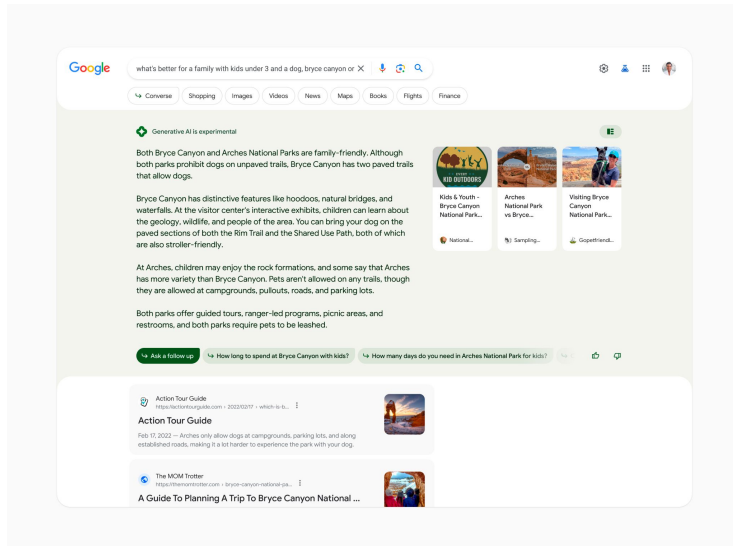 Google
what's better for a family with kids under 3 and a dog, bryce canyon or
↪ Converse
Shopping
Images
Videos
News
Maps
Books
Flights
Finance
Generative AI is experimental
Both Bryce Canyon and Arches National Parks are family-friendly. Although
both parks prohibit dogs on unpaved trails, Bryce Canyon has two paved trails
that allow dogs.
Bryce Canyon has distinctive features like hoodoos, natural bridges, and
waterfalls. At the visitor center's interactive exhibits, children can learn about
the geology, wildlife, and people of the area. You can bring your dog on the
paved sections of both the Rim Trail and the Shared Use Path, both of which
are also stroller-friendly.
At Arches, children may enjoy the rock formations, and some say that Arches
has more variety than Bryce Canyon. Pets aren't allowed on any trails, though
they are allowed at campgrounds, pullouts, roads, and parking lots.
Both parks offer guided tours, ranger-led programs, picnic areas, and
restrooms, and both parks require pets to be leashed.
KID OUTDOORS
Kids & Youth -
Bryce Canyon
National Park...
National...
Arches
National Park
vs Bryce...
Sampling...
Visiting Bryce
Canyon
National Park...
Gopetfriendl...
↪ Ask a follow up
↪ How long to spend at Bryce Canyon with kids?
↪ How many days do you need in Arches National Park for kids?
Action Tour Guide
https://actiontourguide.com › 2022/02/17 › which-is-b...
Action Tour Guide
Feb 17, 2022 — Arches only allow dogs at campgrounds, parking lots, and along
established roads, making it a lot harder to experience the park with your dog.
The MOM Trotter
https://themomtrotter.com › bryce-canyon-national-pa...
A Guide To Planning A Trip To Bryce Canyon National ...